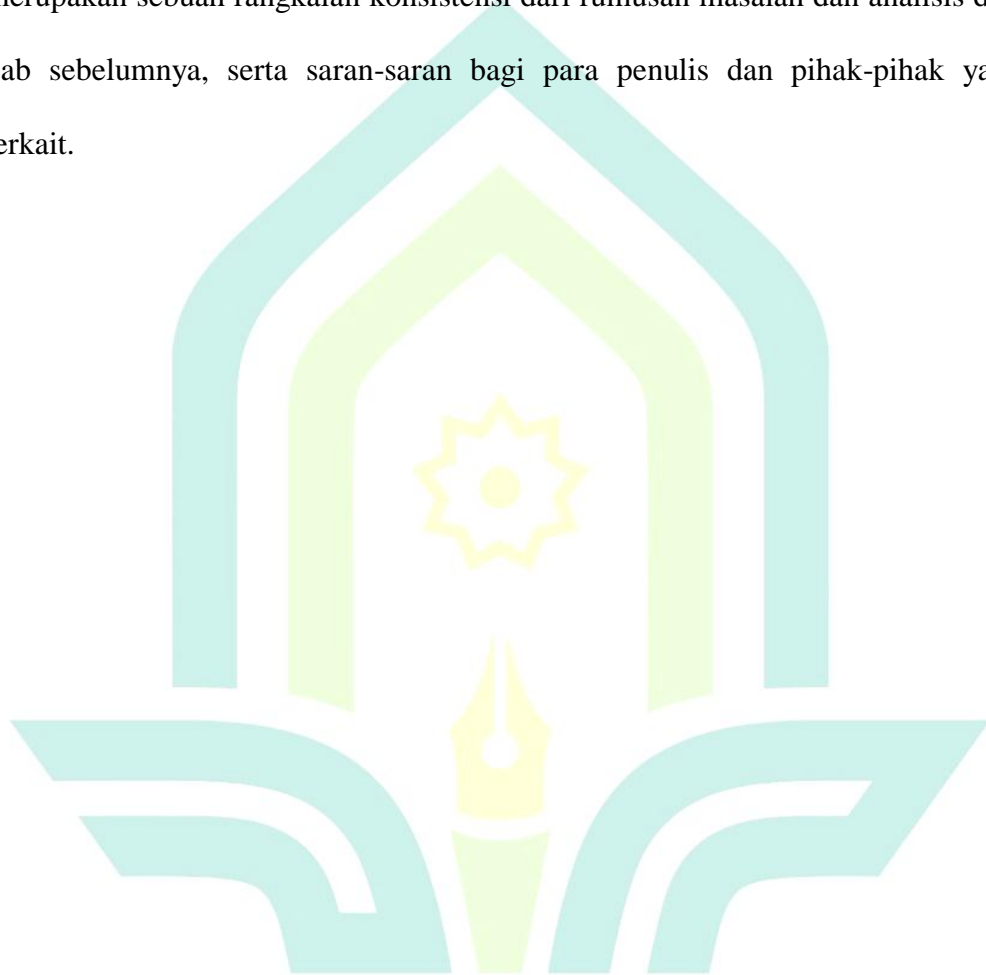 merupakan sebuah rangkaian konsistensi dari rumusan masalah dan analisis d
ab sebelumnya, serta saran-saran bagi para penulis dan pihak-pihak ya
erkait.